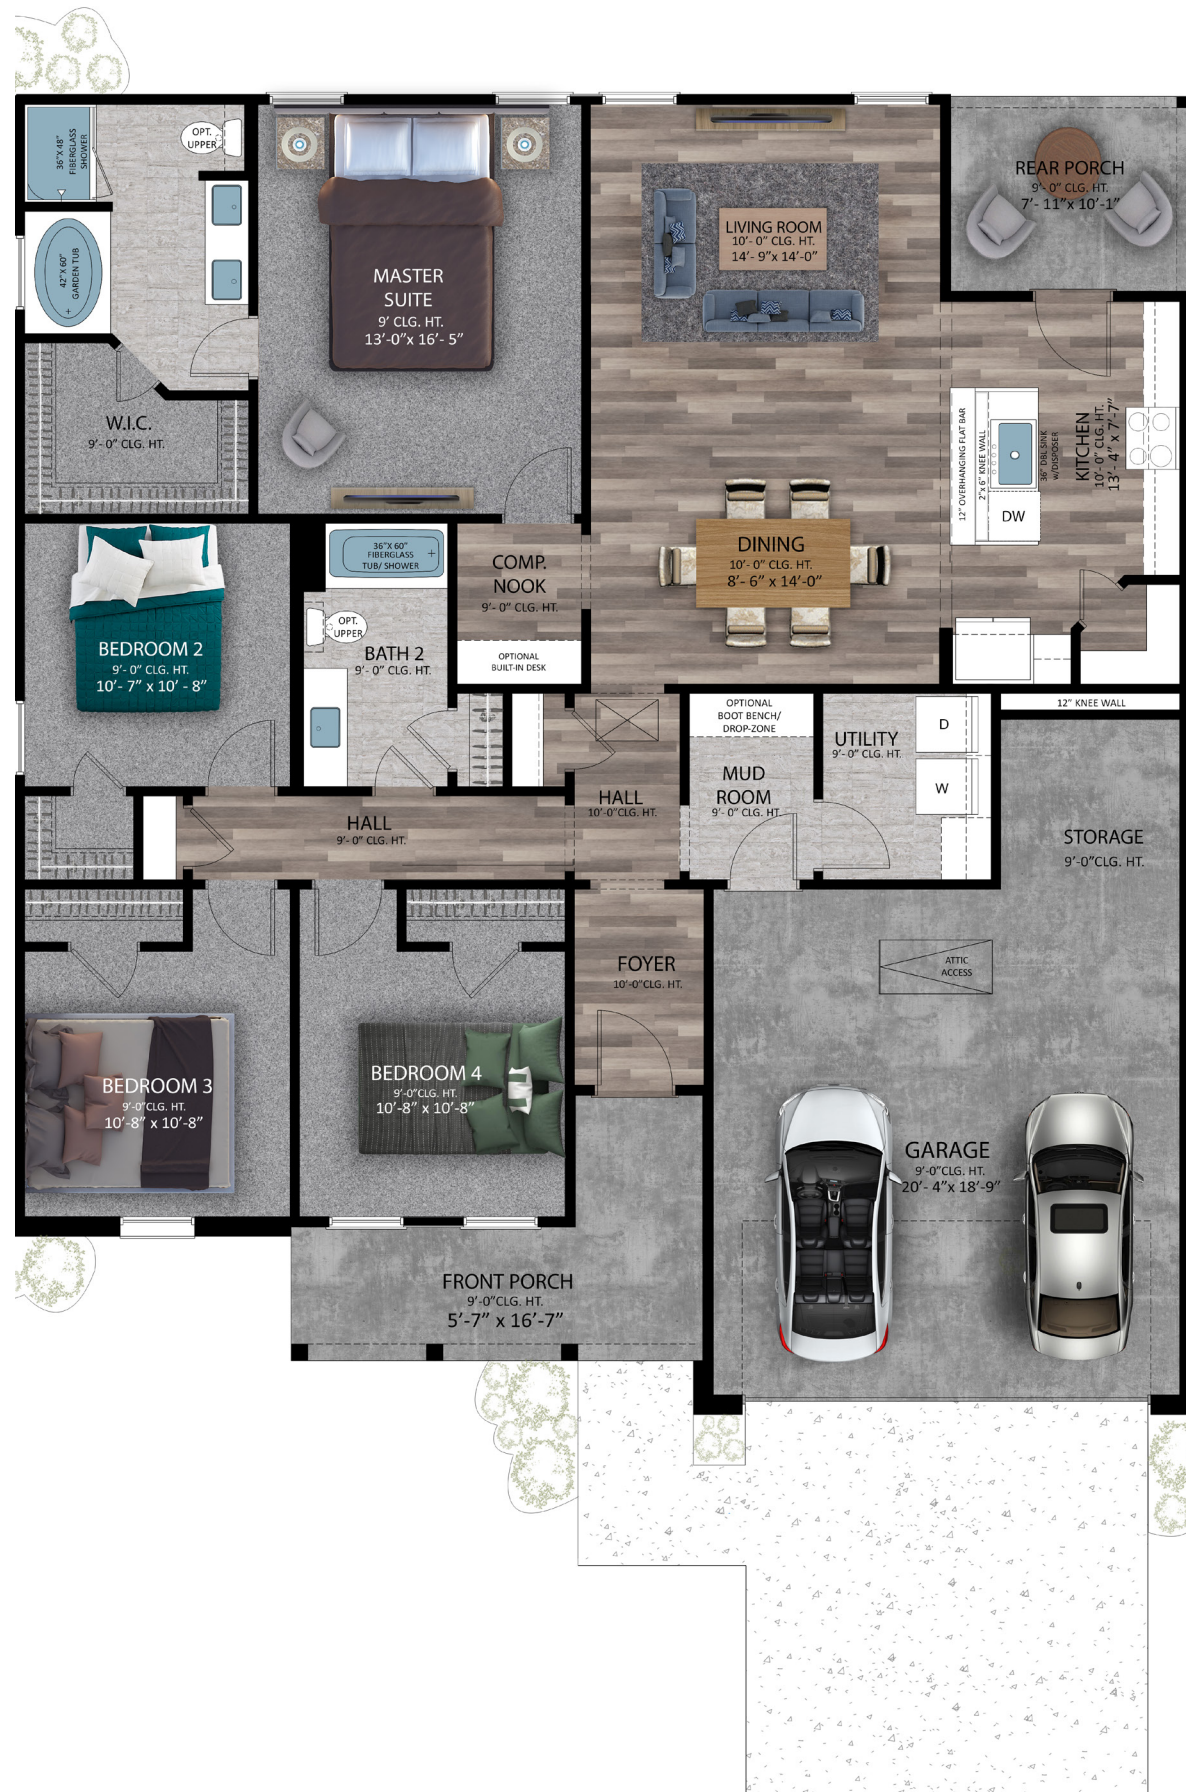 36"X 48"
FIBERGLASS
SHOWER
OPT.
UPPER
42"X 60"
GARDEN TUB
MASTER
SUITE
9' CLG. HT.
13'-0"x 16'- 5"
LIVING ROOM
10'- 0" CLG. HT.
14'- 9"x 14'-0"
REAR PORCH
9'- 0" CLG. HT.
7'- 11"x 10'-1"
W.I.C.
9'- 0" CLG. HT.
12" OVERHANGING FLAT BAR
2"x 6" KNEE WALL
36" DBL SINK
w/DISPOSER
DW
KITCHEN
10'- 0" CLG. HT.
13'- 4" x 7'-7"
DINING
10'- 0" CLG. HT.
8'- 6" x 14'-0"
36"X 60"
FIBERGLASS
TUB/ SHOWER
COMP.
NOOK
9'- 0" CLG. HT.
OPTIONAL
BUILT-IN DESK
OPT.
UPPER
BATH 2
9'- 0" CLG. HT.
BEDROOM 2
9'- 0" CLG. HT.
10'- 7" x 10' - 8"
OPTIONAL
BOOT BENCH/
DROP-ZONE
MUD
ROOM
9'- 0" CLG. HT.
UTILITY
9'- 0" CLG. HT.
D
W
12" KNEE WALL
HALL
10'-0"CLG. HT.
HALL
9'- 0" CLG. HT.
STORAGE
9'-0"CLG. HT.
FOYER
10'-0"CLG. HT.
ATTIC
ACCESS
BEDROOM 3
9'-0"CLG. HT.
10'-8" x 10'-8"
BEDROOM 4
9'-0"CLG. HT.
10'-8" x 10'-8"
GARAGE
9'-0"CLG. HT.
20'- 4"x 18'-9"
FRONT PORCH
9'-0"CLG. HT.
5'-7" x 16'-7"